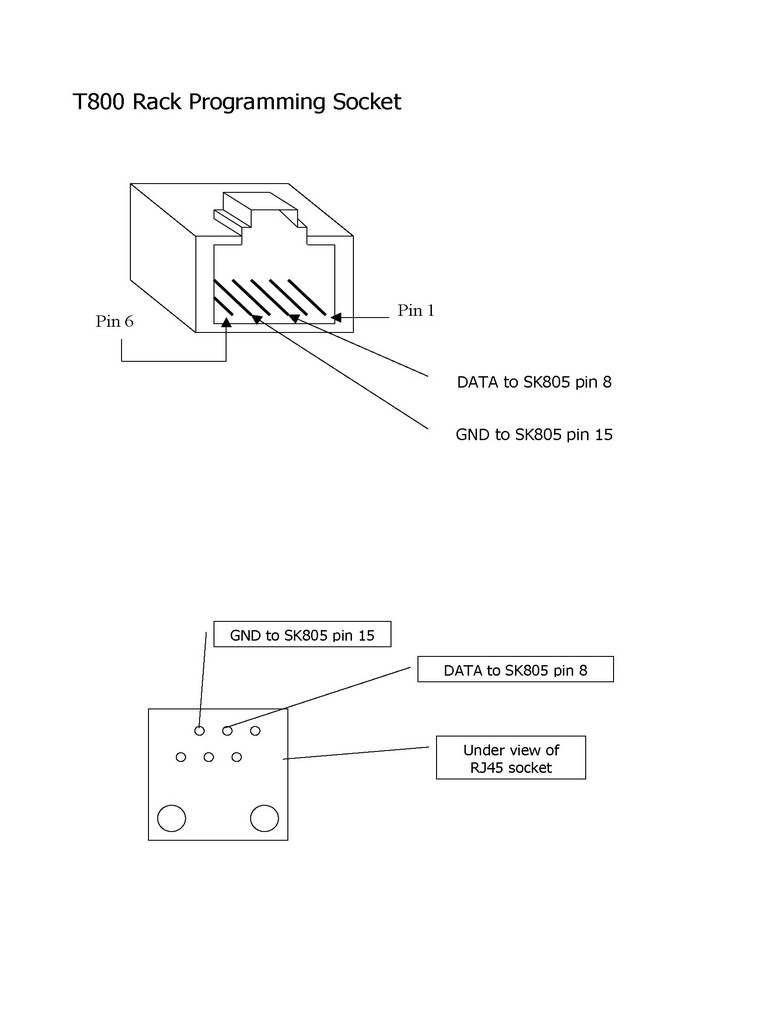 T800 Rack Programming Socket
Pin 1
Pin 6
DATA to SK805 pin 8
GND to SK805 pin 15
GND to SK805 pin 15
DATA to SK805 pin 8
Under view of
RJ45 socket